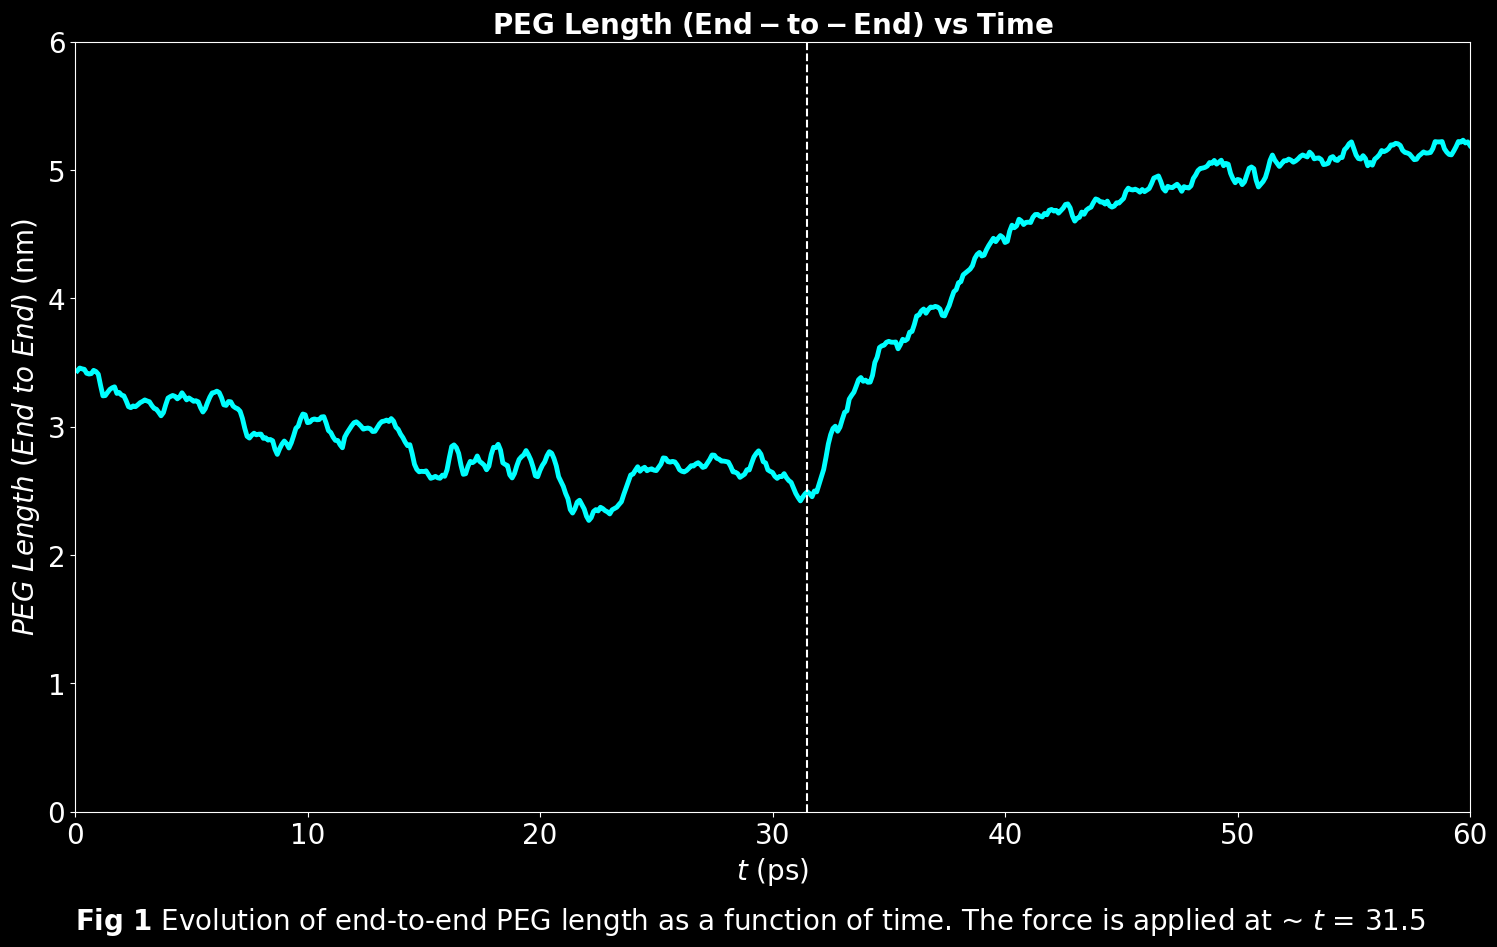 PEG Length (End – to – End) vs Time
PEG Length (End to End) (nm)
6
5
4
3
2
1
0
0 10 20 30 40 50 60
t (ps)
Fig 1 Evolution of end-to-end PEG length as a function of time. The force is applied at ~ t = 31.5